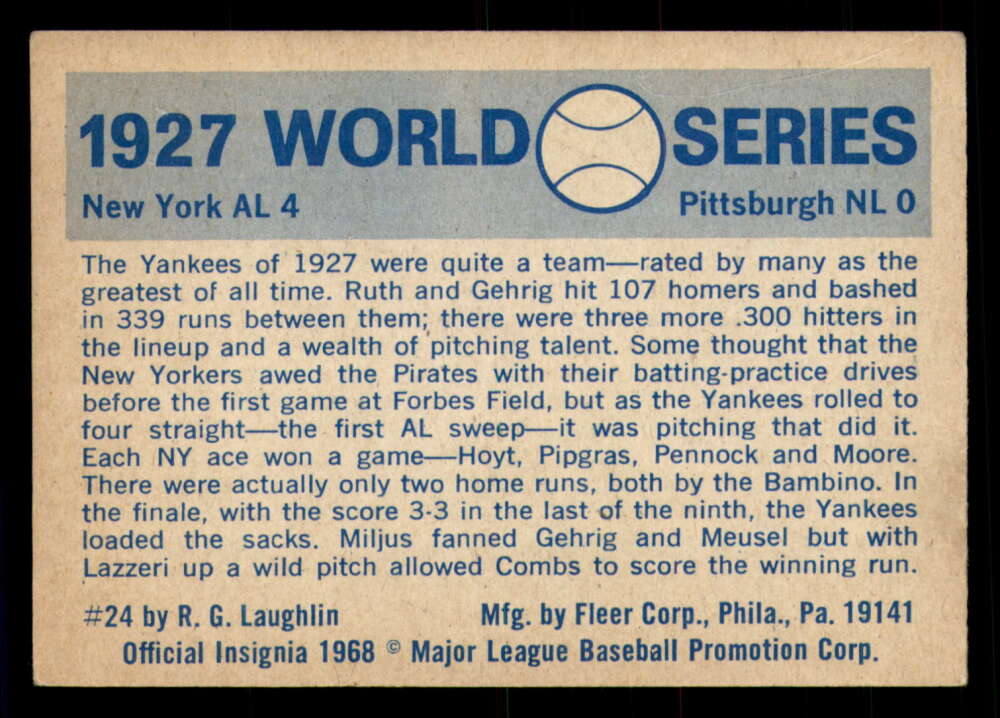 1927 WORLD SERIES
New York AL 4 Pittsburgh NL 0
The Yankees of 1927 were quite a team—rated by many as the
greatest of all time. Ruth and Gehrig hit 107 homers and bashed
in 339 runs between them; there were three more .300 hitters in
the lineup and a wealth of pitching talent. Some thought that the
New Yorkers awed the Pirates with their batting-practice drives
before the first game at Forbes Field, but as the Yankees rolled to
four straight—the first AL sweep—it was pitching that did it.
Each NY ace won a game—Hoyt, Pipgras, Pennock and Moore.
There were actually only two home runs, both by the Bambino. In
the finale, with the score 3-3 in the last of the ninth, the Yankees
loaded the sacks. Miljus fanned Gehrig and Meusel but with
Lazzeri up a wild pitch allowed Combs to score the winning run.
#24 by R. G. Laughlin Mfg. by Fleer Corp., Phila., Pa. 19141
Official Insignia 1968 © Major League Baseball Promotion Corp.